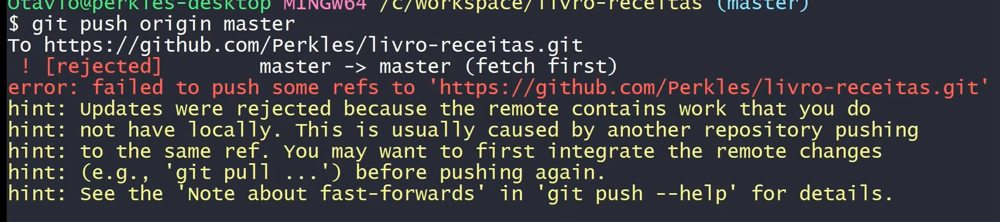 Otavio@perkles-desktop MINGW64 /c/workspace/livro-receitas (master)
$ git push origin master
To https://github.com/Perkles/livro-receitas.git
 ! [rejected]        master -> master (fetch first)
error: failed to push some refs to 'https://github.com/Perkles/livro-receitas.git'
hint: Updates were rejected because the remote contains work that you do
hint: not have locally. This is usually caused by another repository pushing
hint: to the same ref. You may want to first integrate the remote changes
hint: (e.g., 'git pull ...') before pushing again.
hint: See the 'Note about fast-forwards' in 'git push --help' for details.